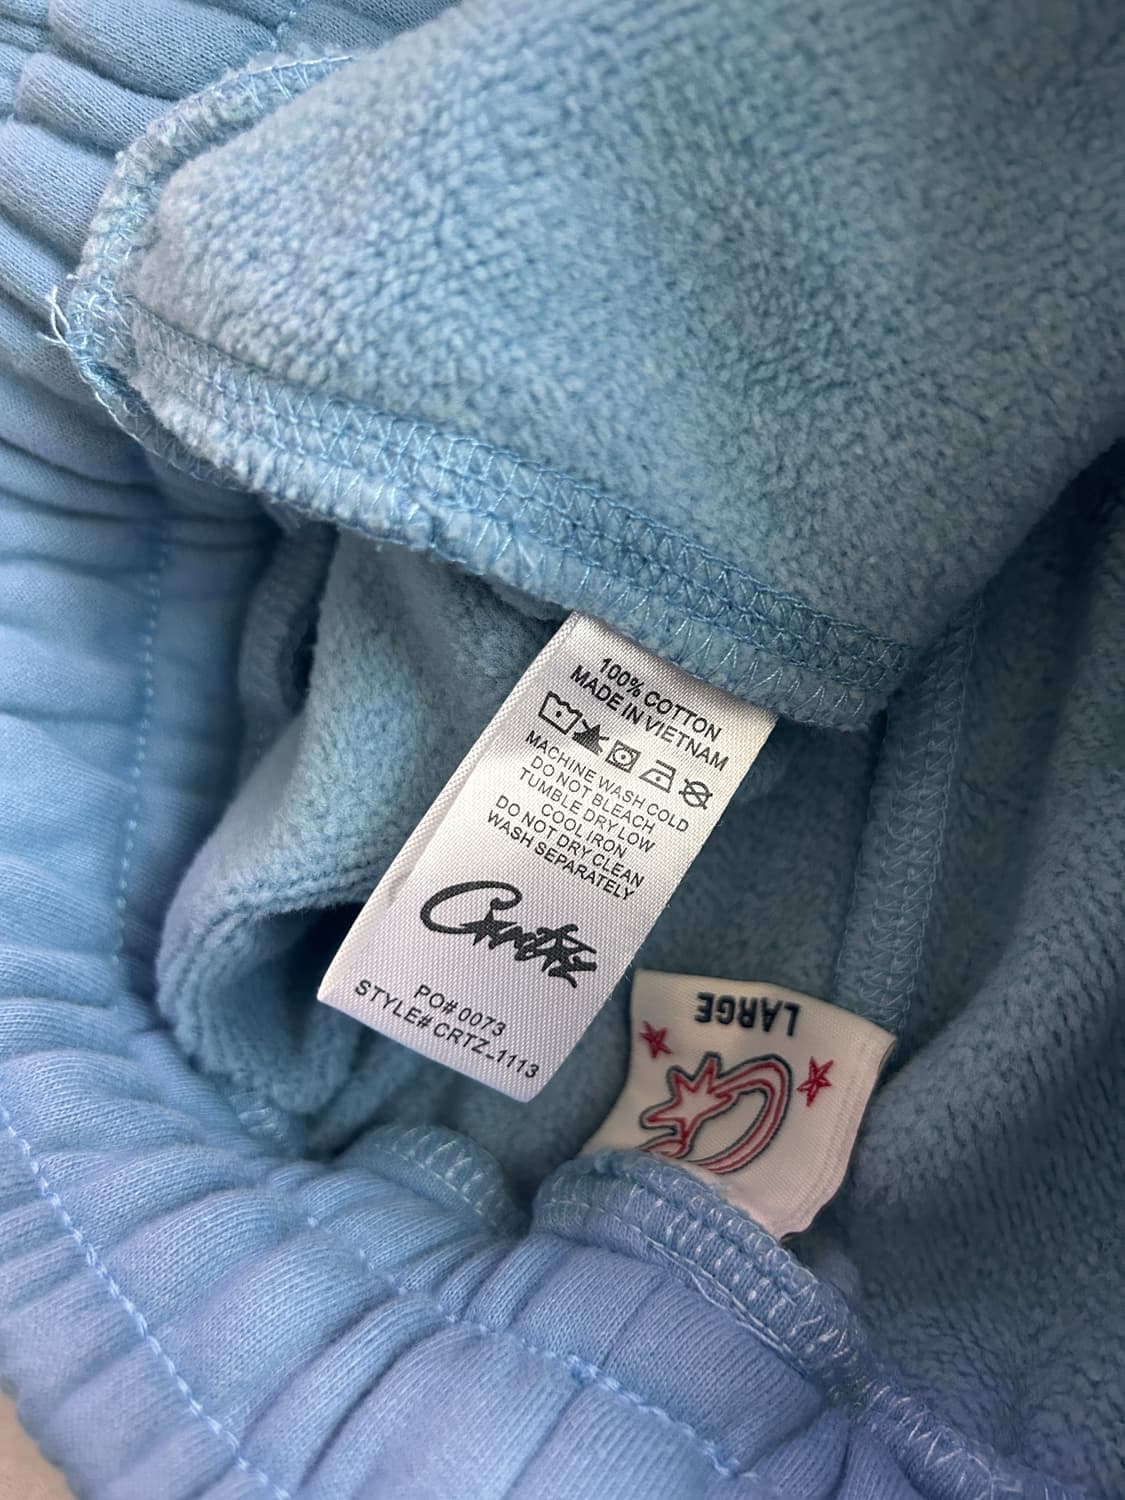 100% COTTON
MADE IN VIETNAM
MACHINE WASH COLD
DO NOT BLEACH
TUMBLE DRY LOW
COOL IRON
DO NOT DRY CLEAN
WASH SEPARATELY
Corteiz
PO# 0073
STYLE# CRTZ_1113
LARGE